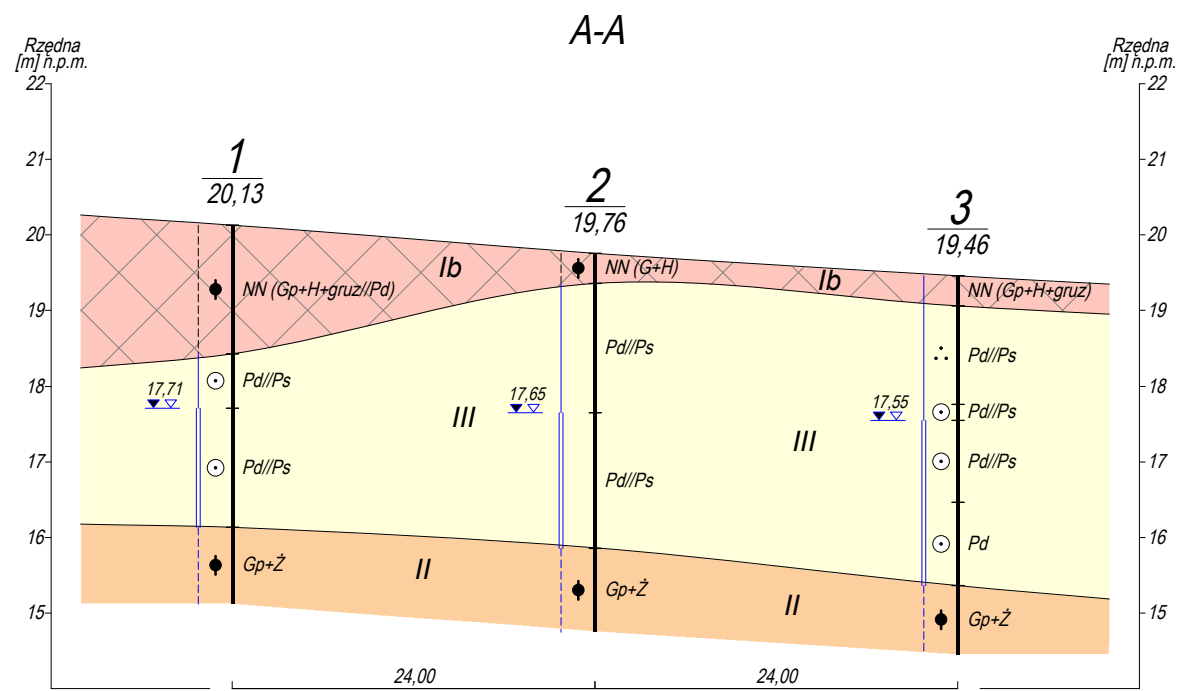 A-A
Rzędna
[m] n.p.m.
Rzędna
[m] n.p.m.
22
22
21
21
1
20,13
2
19,76
3
19,46
20
20
Ib
NN (G+H)
Ib
NN (Gp+H+gruz//Pd)
NN (Gp+H+gruz)
19
19
Pd//Ps
Pd//Ps
18
Pd//Ps
18
17,71
17,65
17,55
III
III
Pd//Ps
17
Pd//Ps
Pd//Ps
Pd//Ps
17
16
Pd
16
Gp+Ż
II
Gp+Ż
II
Gp+Ż
15
15
24,00
24,00